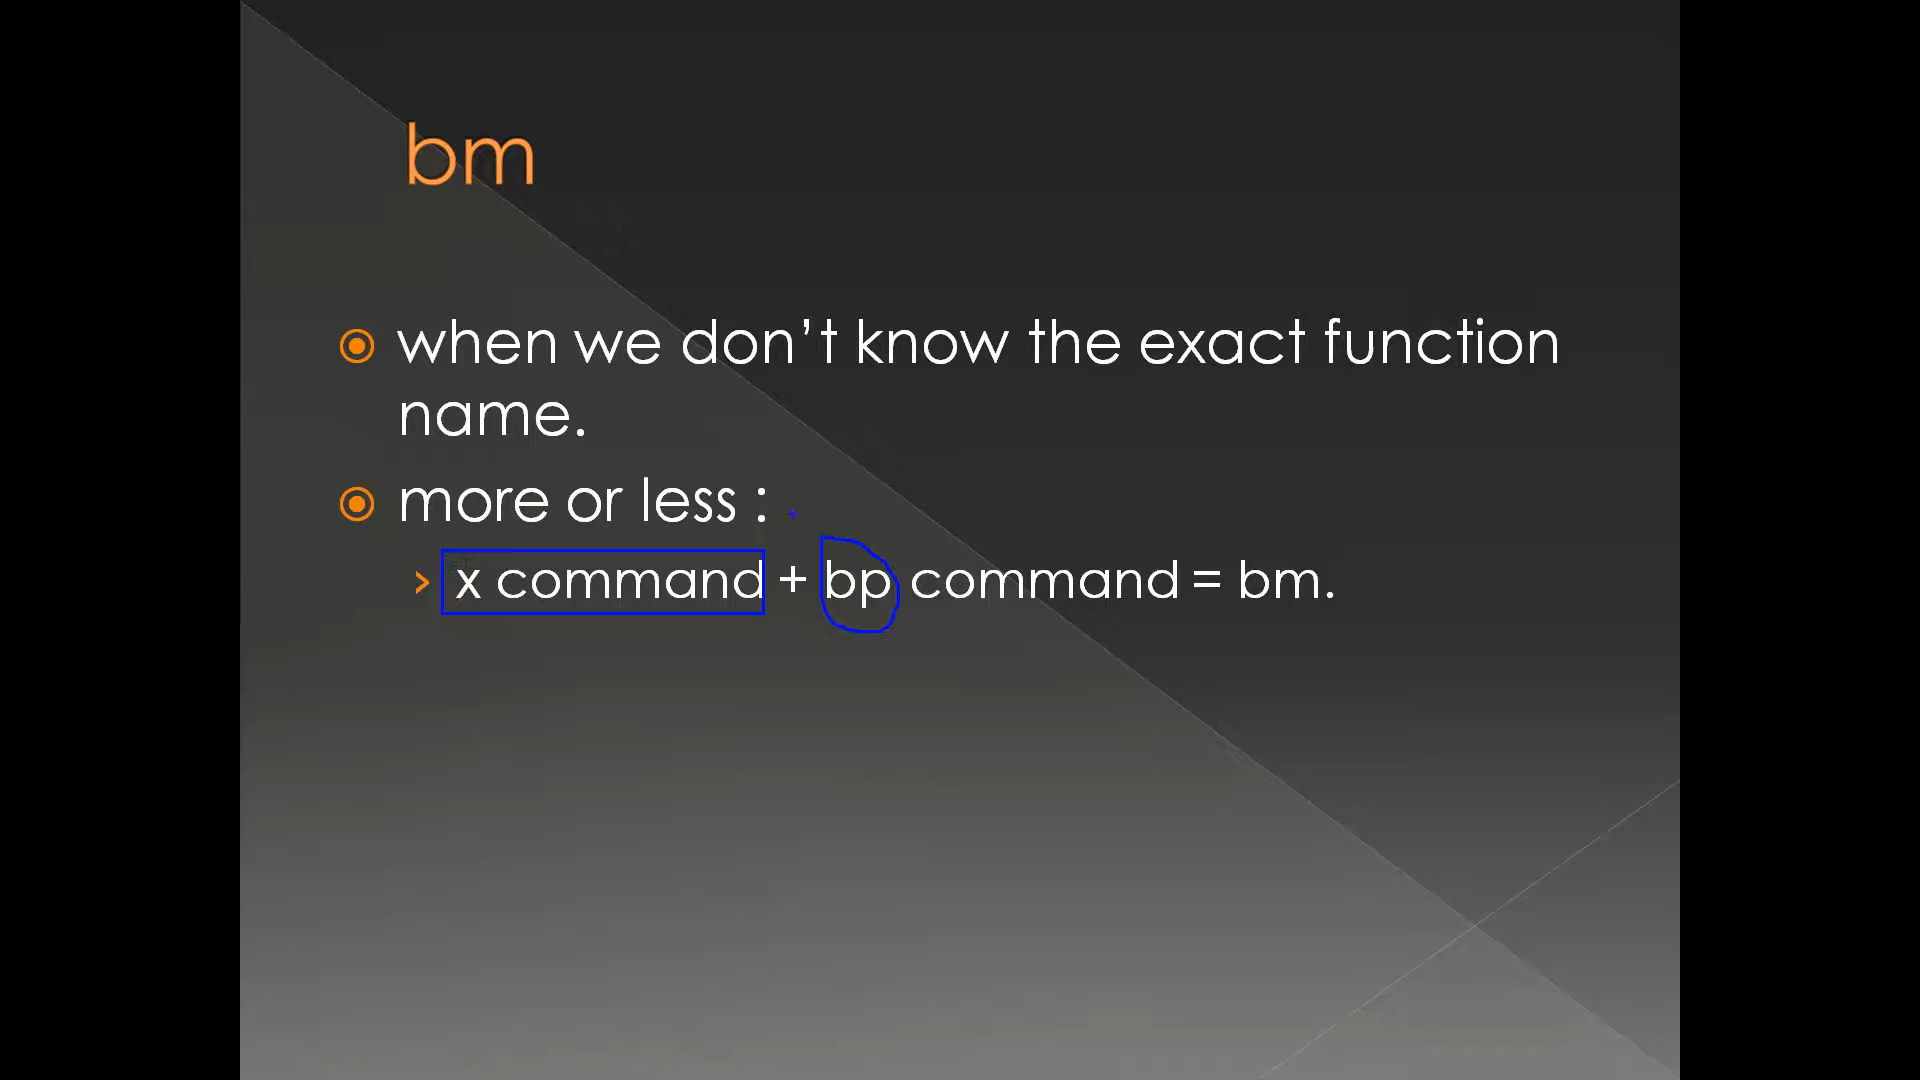 bm
when we don’t know the exact function
name.
more or less :
x command + bp command = bm.